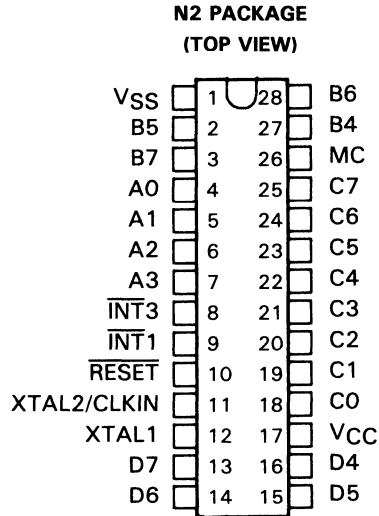 N2 PACKAGE
(TOP VIEW)
VSS 1 28 B6
B5 2 27 B4
B7 3 26 MC
A0 4 25 C7
A1 5 24 C6
A2 6 23 C5
A3 7 22 C4
INT3 8 21 C3
INT1 9 20 C2
RESET 10 19 C1
XTAL2/CLKIN 11 18 C0
XTAL1 12 17 VCC
D7 13 16 D4
D6 14 15 D5